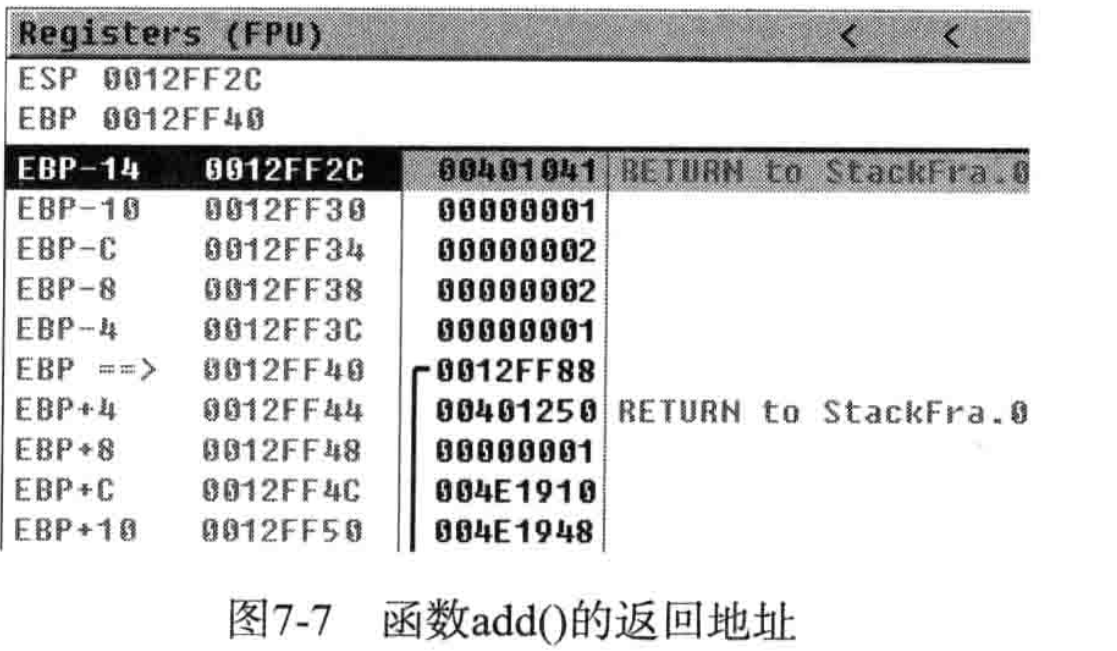 Registers (FPU) < <
ESP 0012FF2C
EBP 0012FF40
EBP-14 0012FF2C 00401041 RETURN to StackFra.0
EBP-10 0012FF30 00000001
EBP-C 0012FF34 00000002
EBP-8 0012FF38 00000002
EBP-4 0012FF3C 00000001
EBP ==> 0012FF40 0012FF88
EBP+4 0012FF44 00401250 RETURN to StackFra.0
EBP+8 0012FF48 00000001
EBP+C 0012FF4C 004E1910
EBP+10 0012FF50 004E1948
图7-7 函数add()的返回地址